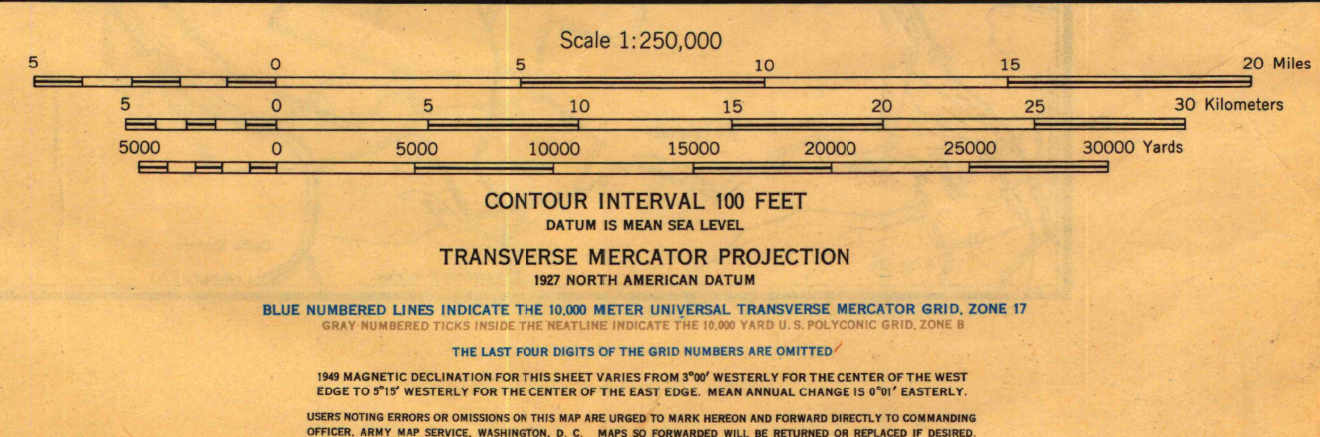 Scale 1:250,000
5 0 5 10 15 20 Miles
5 0 5 10 15 20 25 30 Kilometers
5000 0 5000 10000 15000 20000 25000 30000 Yards
CONTOUR INTERVAL 100 FEET
DATUM IS MEAN SEA LEVEL
TRANSVERSE MERCATOR PROJECTION
1927 NORTH AMERICAN DATUM
BLUE NUMBERED LINES INDICATE THE 10,000 METER UNIVERSAL TRANSVERSE MERCATOR GRID, ZONE 17
GRAY NUMBERED TICKS INSIDE THE NEATLINE INDICATE THE 10,000 YARD U. S. POLYCONIC GRID, ZONE B
THE LAST FOUR DIGITS OF THE GRID NUMBERS ARE OMITTED
1949 MAGNETIC DECLINATION FOR THIS SHEET VARIES FROM 3°00′ WESTERLY FOR THE CENTER OF THE WEST
EDGE TO 5°15′ WESTERLY FOR THE CENTER OF THE EAST EDGE. MEAN ANNUAL CHANGE IS 0°01′ EASTERLY.
USERS NOTING ERRORS OR OMISSIONS ON THIS MAP ARE URGED TO MARK HEREON AND FORWARD DIRECTLY TO COMMANDING
OFFICER, ARMY MAP SERVICE, WASHINGTON, D. C. MAPS SO FORWARDED WILL BE RETURNED OR REPLACED IF DESIRED.